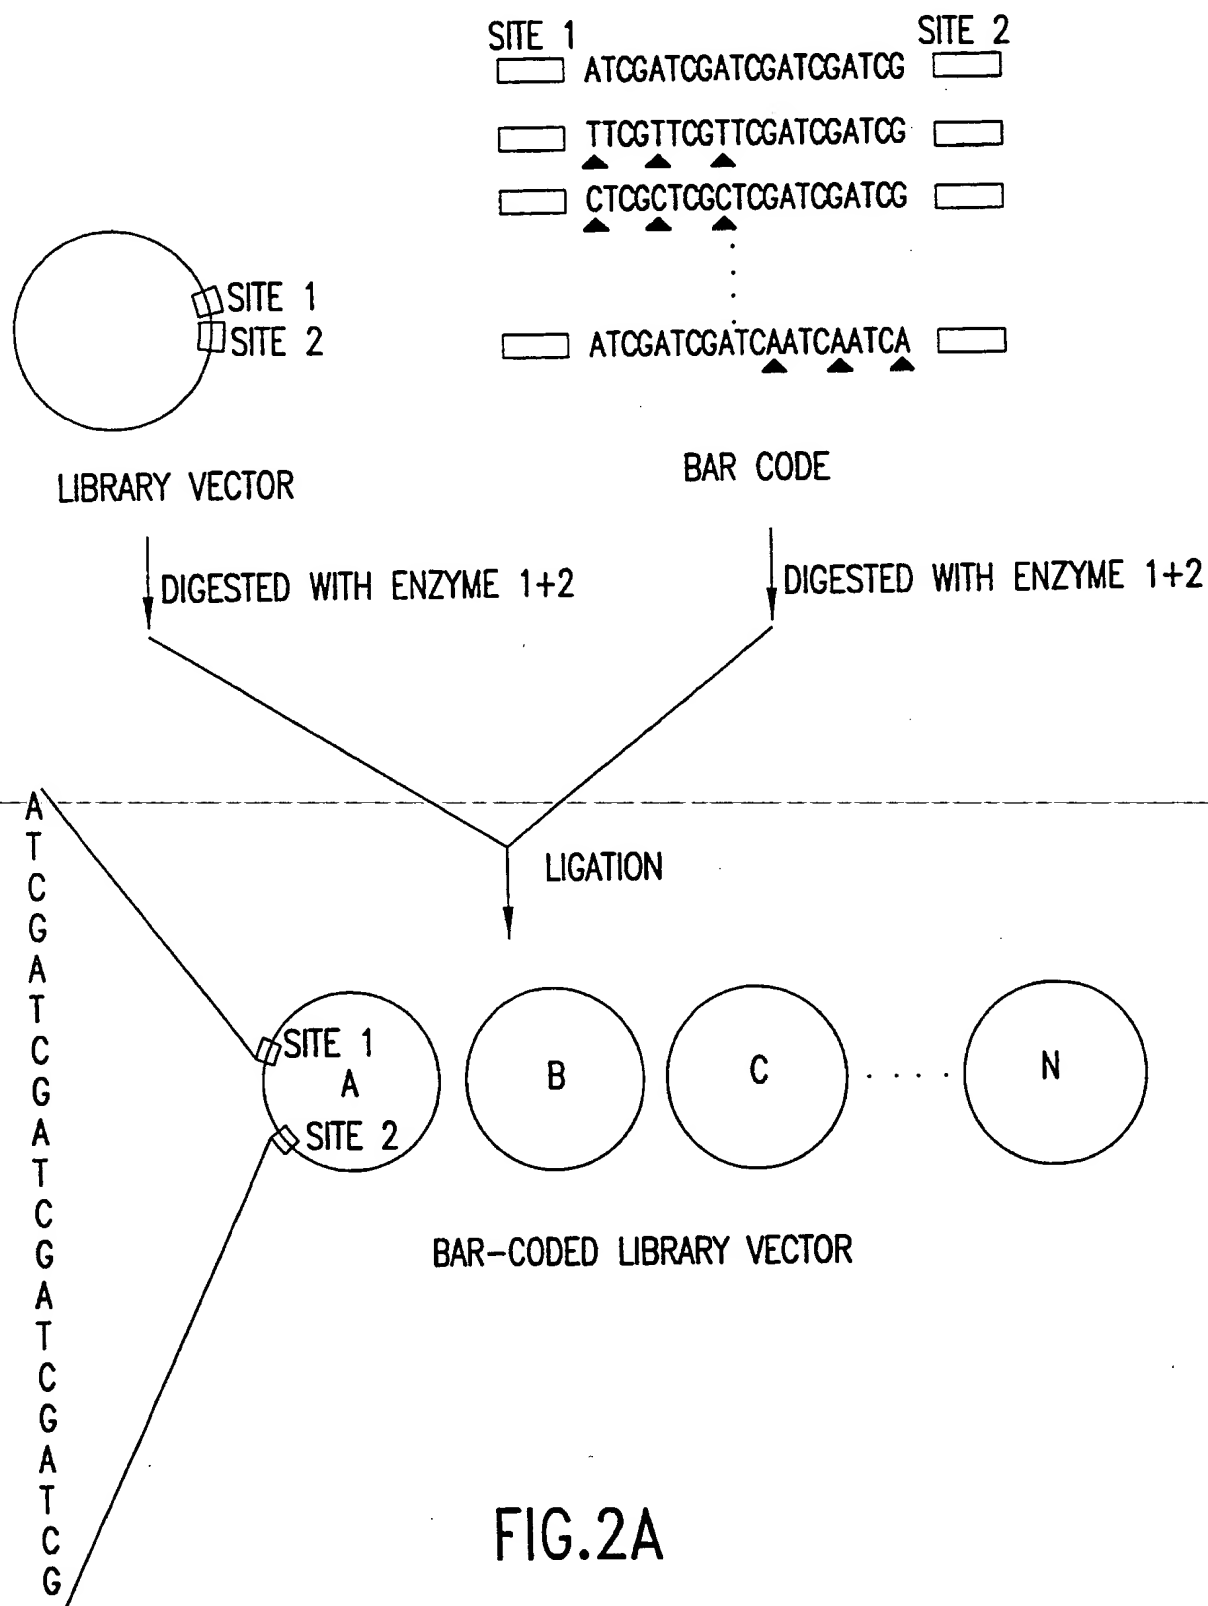 SITE 1
SITE 2
ATCGATCGATCGATCGATCG
TTCGTTCGTTCGATCGATCG
CTCGCTCGCTCGATCGATCG
SITE 1
SITE 2
ATCGATCGATCAATCAATCA
LIBRARY VECTOR
BAR CODE
DIGESTED WITH ENZYME 1+2
DIGESTED WITH ENZYME 1+2
LIGATION
A
T
C
G
A
T
C
G
A
T
C
G
A
T
C
G
A
T
C
G
SITE 1
A
SITE 2
B
C
N
BAR-CODED LIBRARY VECTOR
FIG.2A